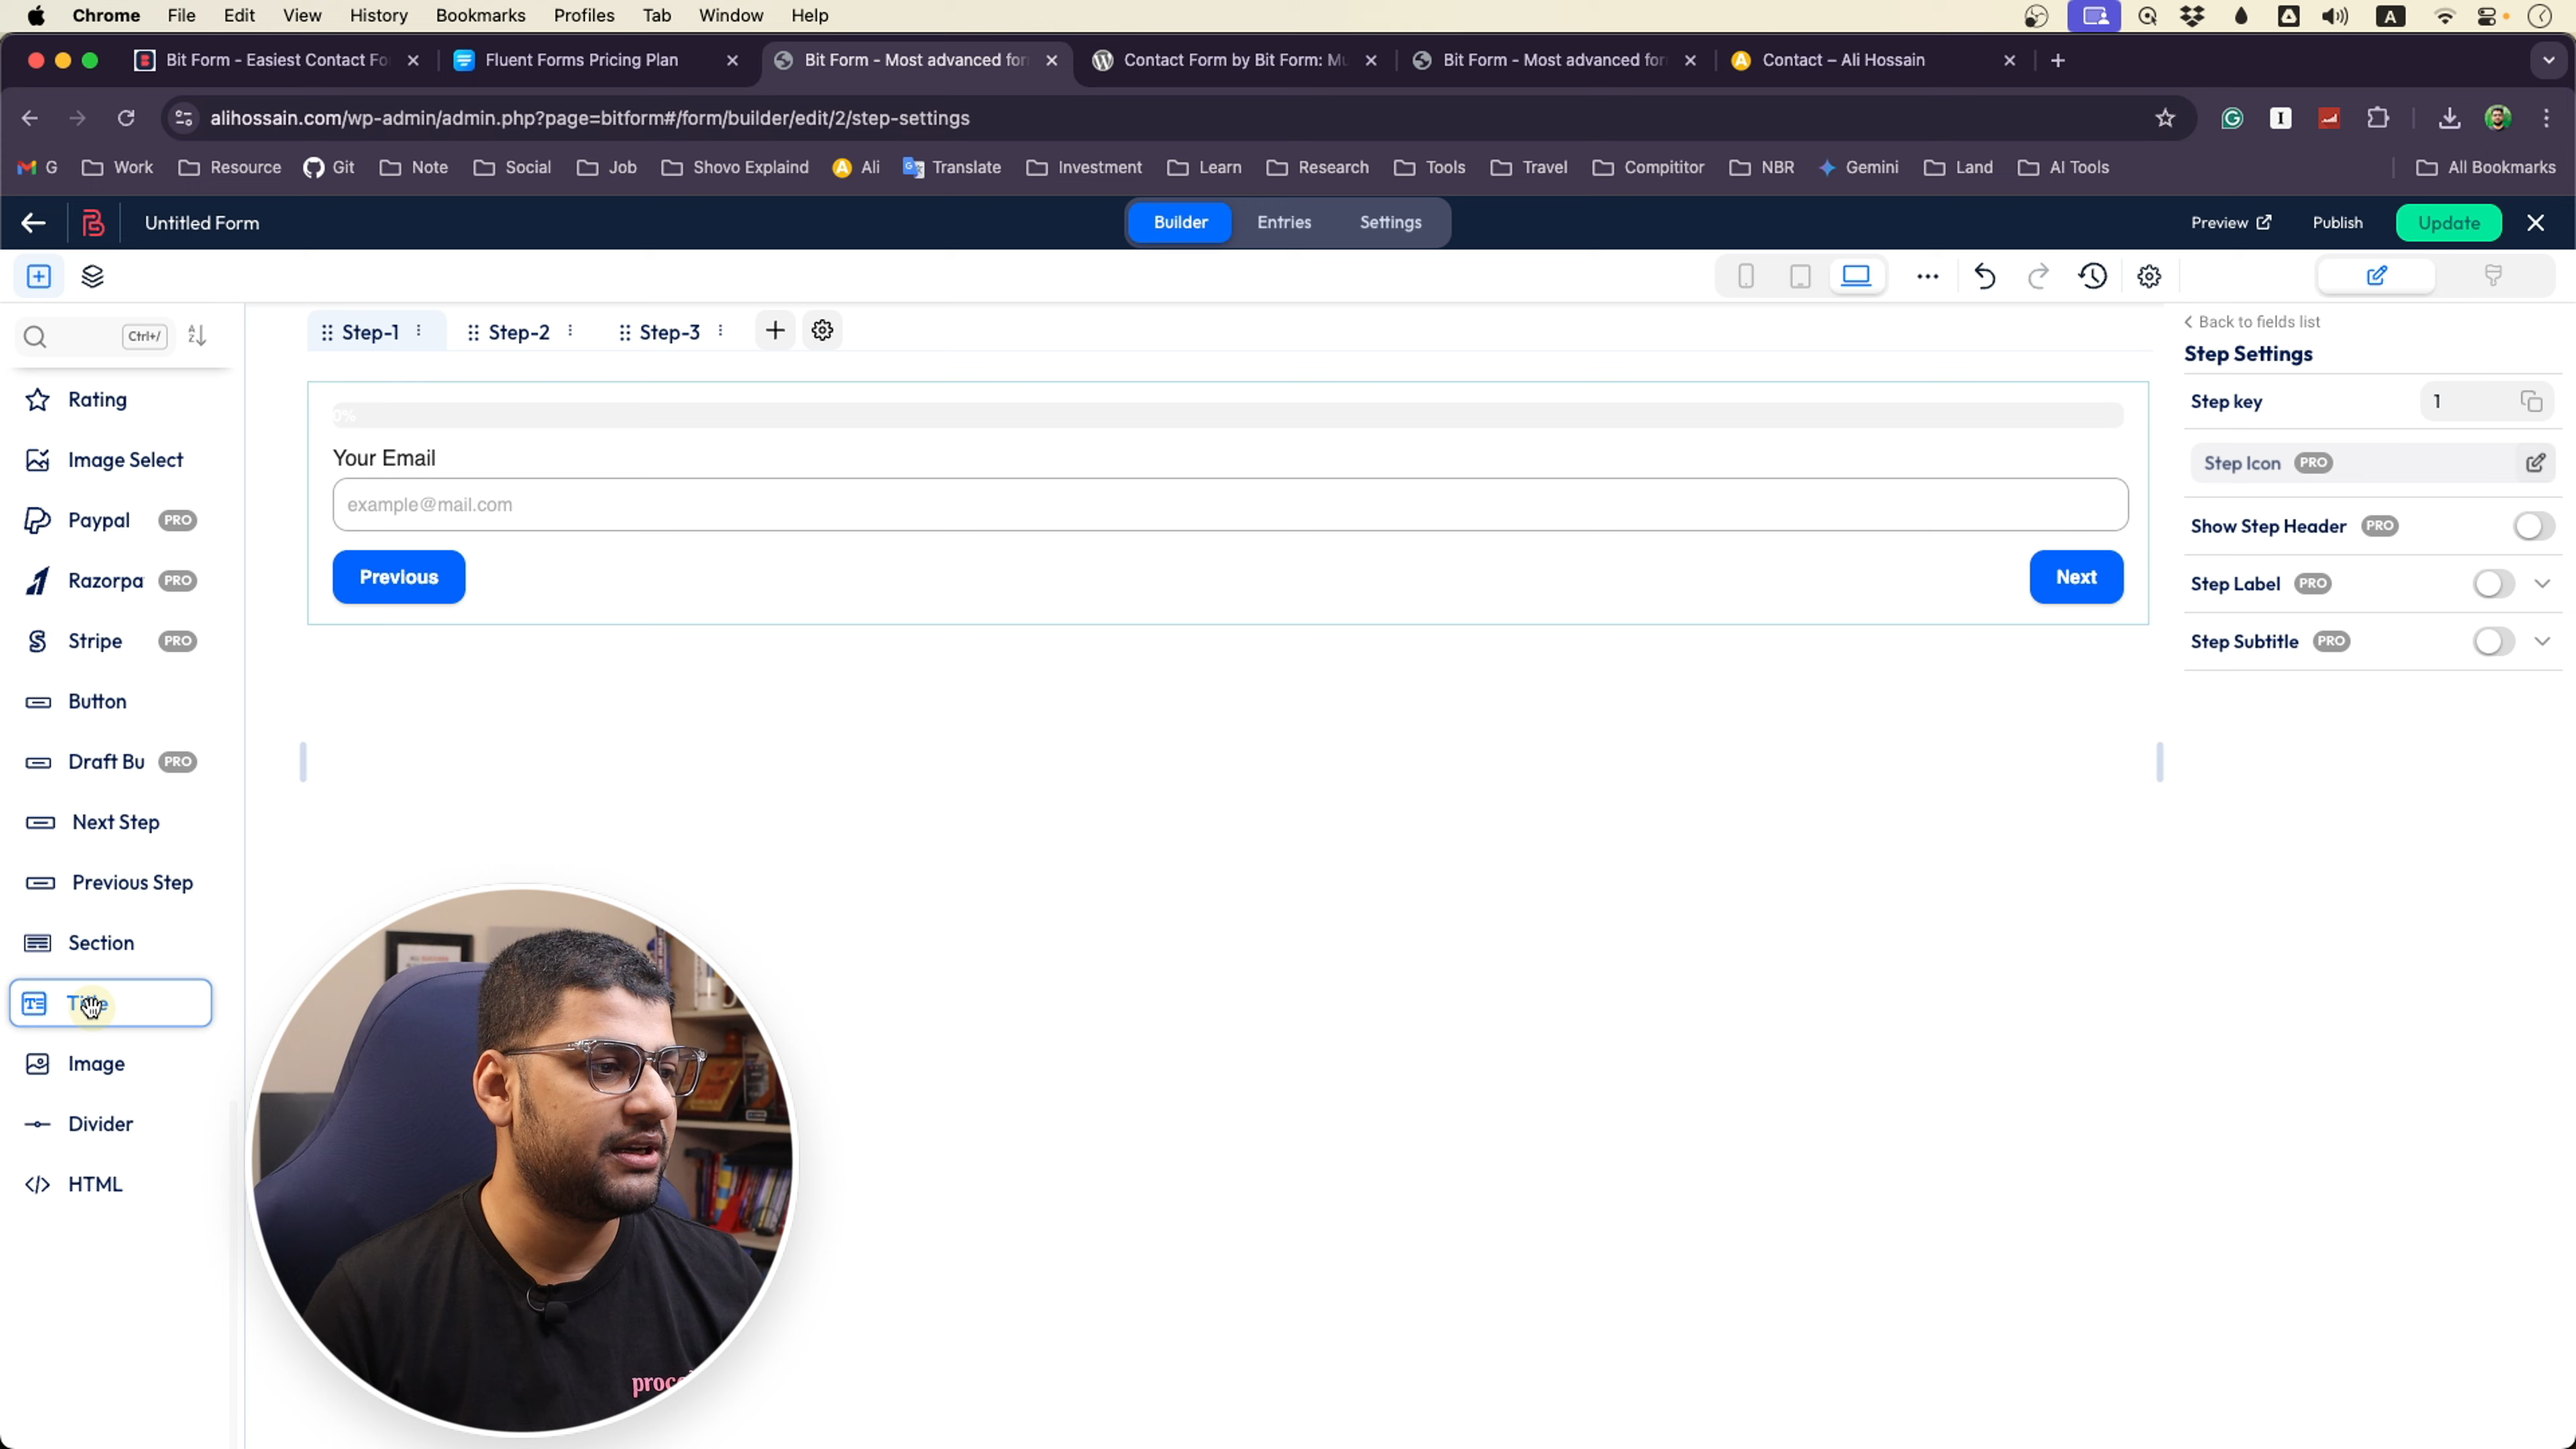 Chrome File Edit View History Bookmarks Profiles Tab Window Help A
Bit Form - Easiest Contact Fo
Fluent Forms Pricing Plan
Bit Form - Most advanced for
Contact Form by Bit Form: Mu
Bit Form - Most advanced for
A Contact – Ali Hossain
alihossain.com/wp-admin/admin.php?page=bitform#/form/builder/edit/2/step-settings
G Work Resource Git Note Social Job Shovo Explaind Ali Translate Investment Learn Research Tools Travel Compititor NBR Gemini Land AI Tools All Bookmarks
Untitled Form
Builder Entries Settings
Preview Publish Update
Ctrl+/
Step-1 Step-2 Step-3
Back to fields list
Step Settings
Step key 1
Step Icon PRO
Show Step Header PRO
Step Label PRO
Step Subtitle PRO
0%
Your Email
example@mail.com
Previous Next
Rating
Image Select
Paypal PRO
Razorpa PRO
Stripe PRO
Button
Draft Bu PRO
Next Step
Previous Step
Section
Title
Image
Divider
HTML